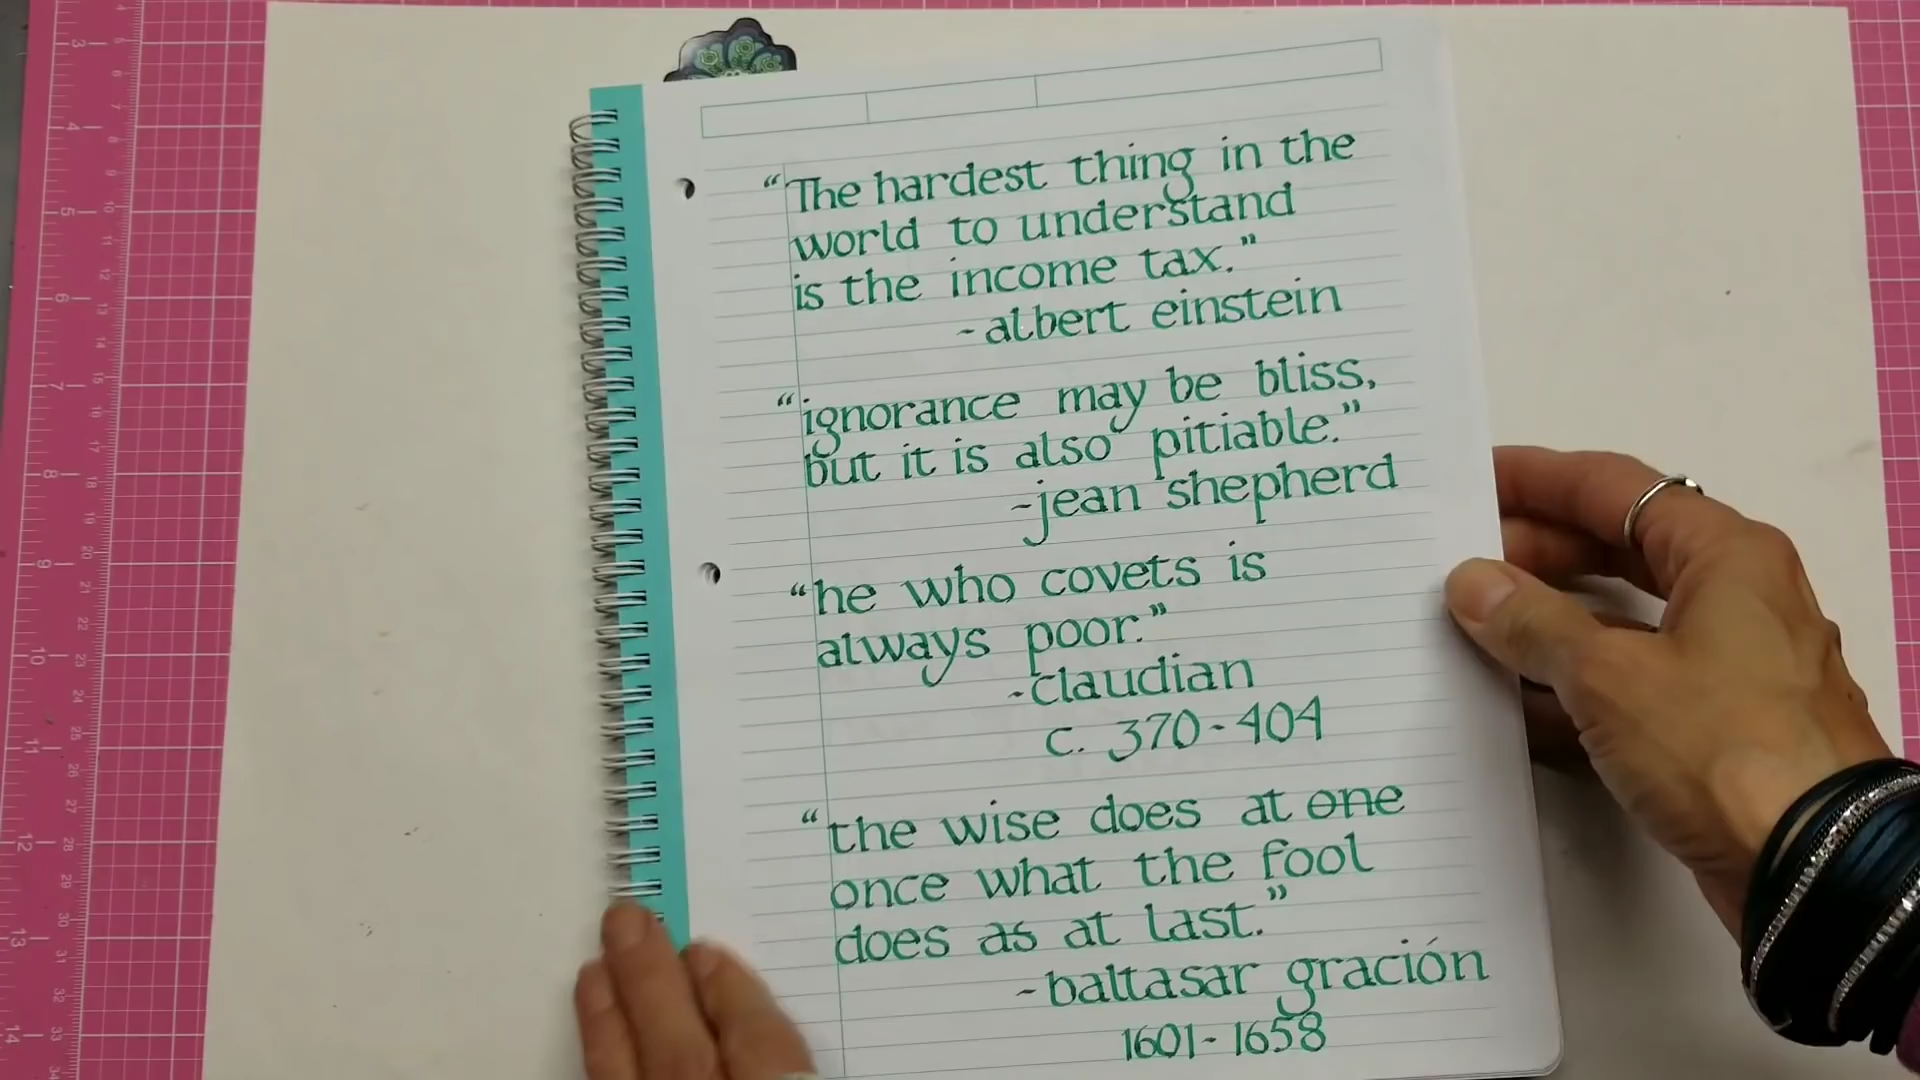 “The hardest thing in the
world to understand
is the income tax.”
-albert einstein
“ignorance may be bliss,
but it is also pitiable.”
-jean shepherd
“he who covets is
always poor.”
-claudian
c. 370-404
“the wise does at one
once what the fool
does as at last.”
-baltasar gración
1601-1658